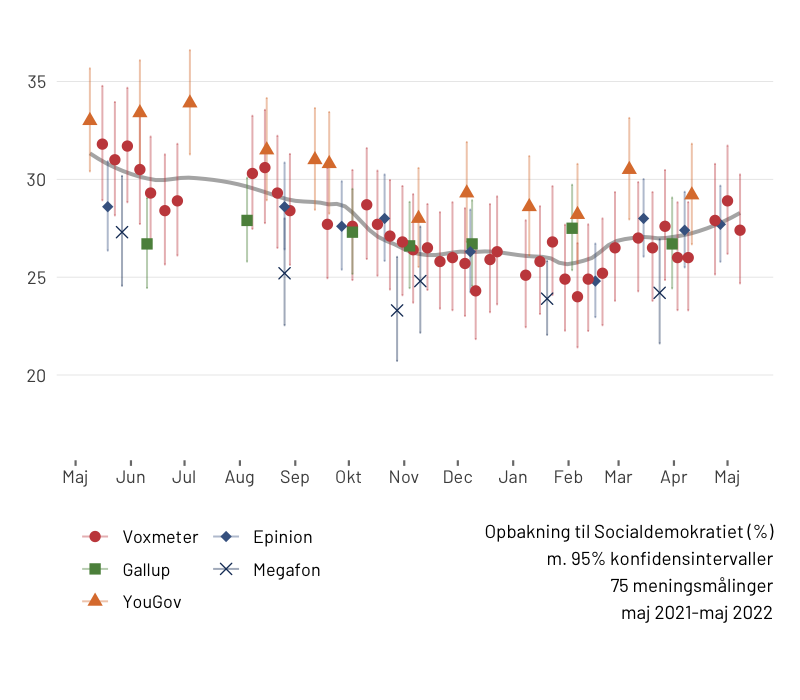 35
30
25
20
Maj Jun Jul Aug Sep Okt Nov Dec Jan Feb Mar Apr Maj
Voxmeter Epinion
Gallup Megafon
YouGov
Opbakning til Socialdemokratiet (%)
m. 95% konfidensintervaller
75 meningsmålinger
maj 2021-maj 2022